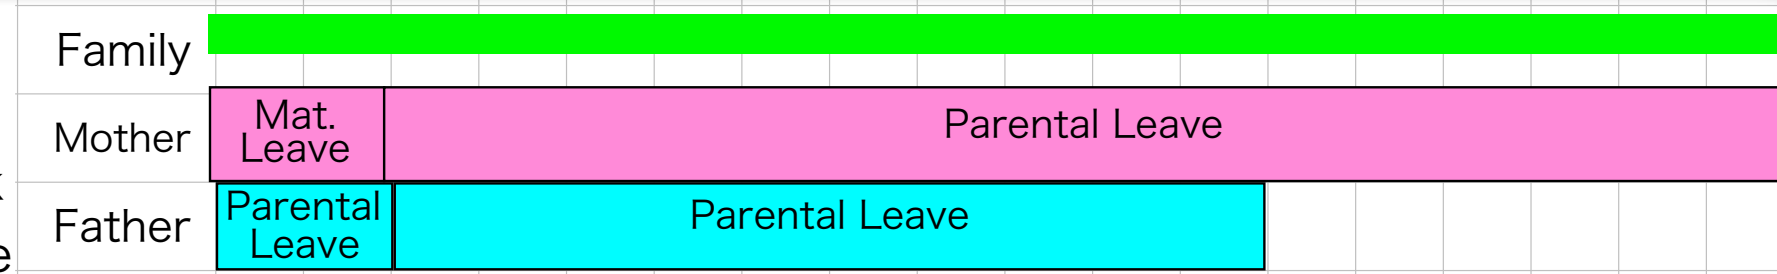 Family
Mother
Mat.
Leave
Parental Leave
Father
Parental
Leave
Parental Leave